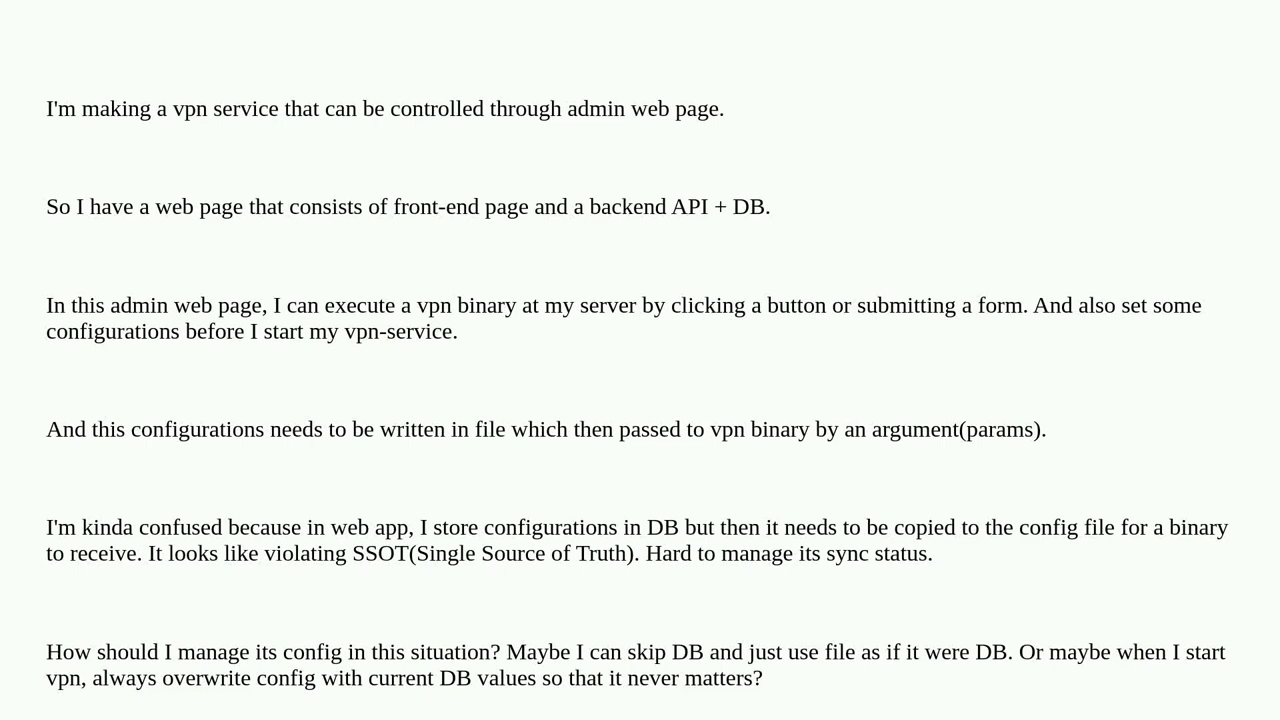 I'm making a vpn service that can be controlled through admin web page.
So I have a web page that consists of front-end page and a backend API + DB.
In this admin web page, I can execute a vpn binary at my server by clicking a button or submitting a form. And also set some
configurations before I start my vpn-service.
And this configurations needs to be written in file which then passed to vpn binary by an argument(params).
I'm kinda confused because in web app, I store configurations in DB but then it needs to be copied to the config file for a binary
to receive. It looks like violating SSOT(Single Source of Truth). Hard to manage its sync status.
How should I manage its config in this situation? Maybe I can skip DB and just use file as if it were DB. Or maybe when I start
vpn, always overwrite config with current DB values so that it never matters?